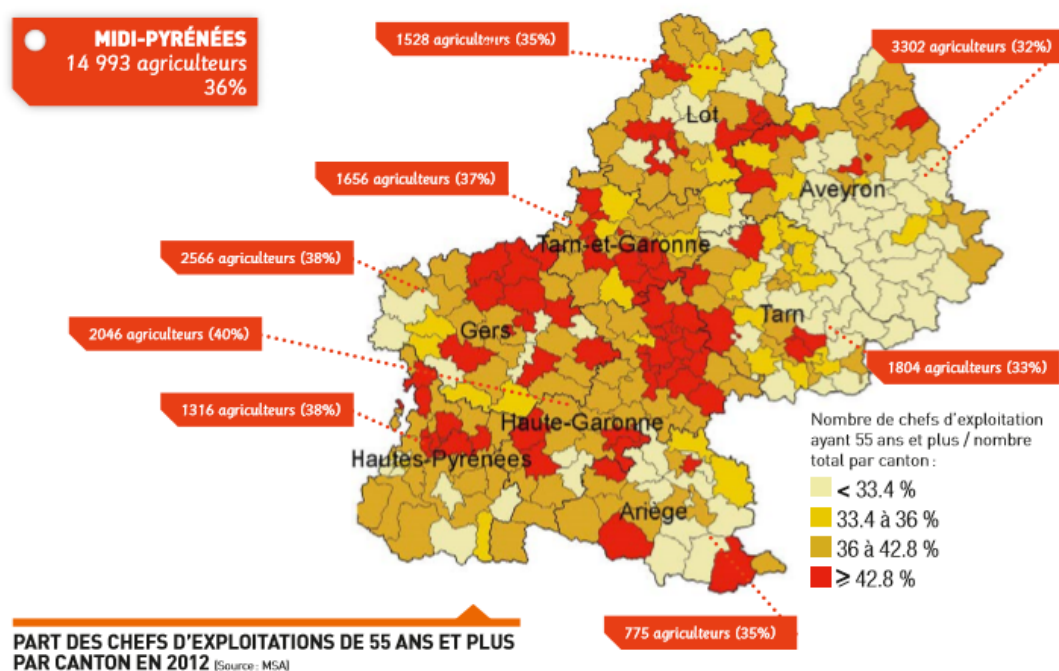 MIDI-PYRÉNÉES
14 993 agriculteurs
36%
1528 agriculteurs (35%)
3302 agriculteurs (32%)
Lot
1656 agriculteurs (37%)
Aveyron
Tarn-et-Garonne
2566 agriculteurs (38%)
Tarn
Gers
2046 agriculteurs (40%)
1804 agriculteurs (33%)
1316 agriculteurs (38%)
Haute-Garonne
Hautes-Pyrénées
Ariège
Nombre de chefs d'exploitation
ayant 55 ans et plus / nombre
total par canton :
< 33.4 %
33.4 à 36 %
36 à 42.8 %
≥ 42.8 %
775 agriculteurs (35%)
PART DES CHEFS D'EXPLOITATIONS DE 55 ANS ET PLUS
PAR CANTON EN 2012 [Source : MSA]